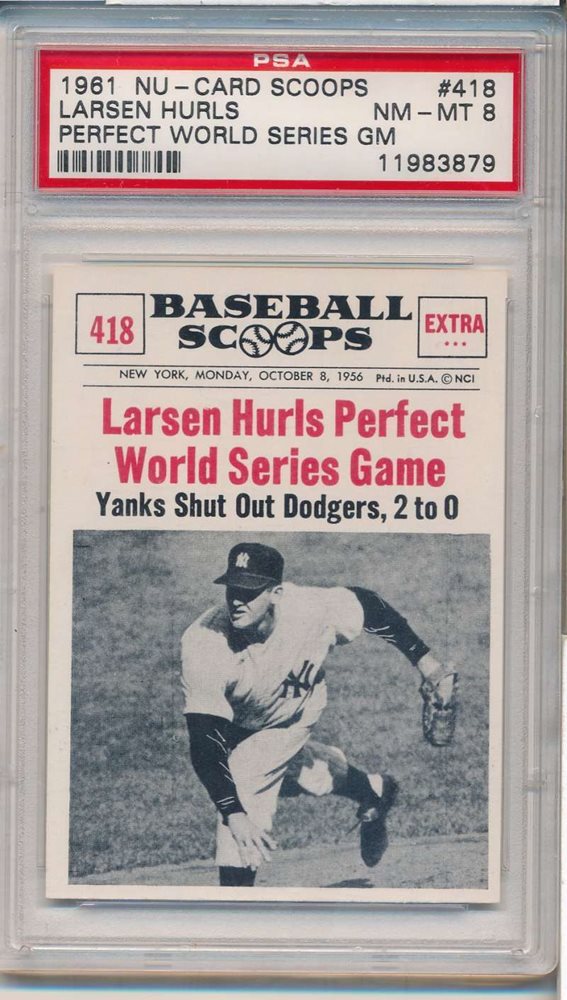 PSA
1961 NU-CARD SCOOPS #418
LARSEN HURLS NM-MT 8
PERFECT WORLD SERIES GM
11983879
418
BASEBALL
SCOOPS
EXTRA
NEW YORK, MONDAY, OCTOBER 8, 1956 Ptd. in U.S.A. © NCI
Larsen Hurls Perfect
World Series Game
Yanks Shut Out Dodgers, 2 to 0
NY
NY